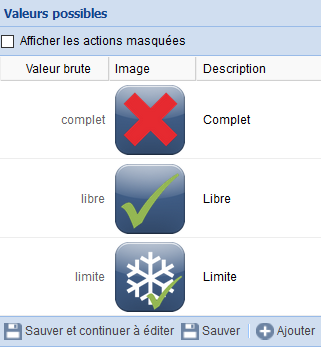 Valeurs possibles
Afficher les actions masquées
Valeur brute Image Description
complet Complet
libre Libre
limite Limite
Sauver et continuer à éditer Sauver Ajouter